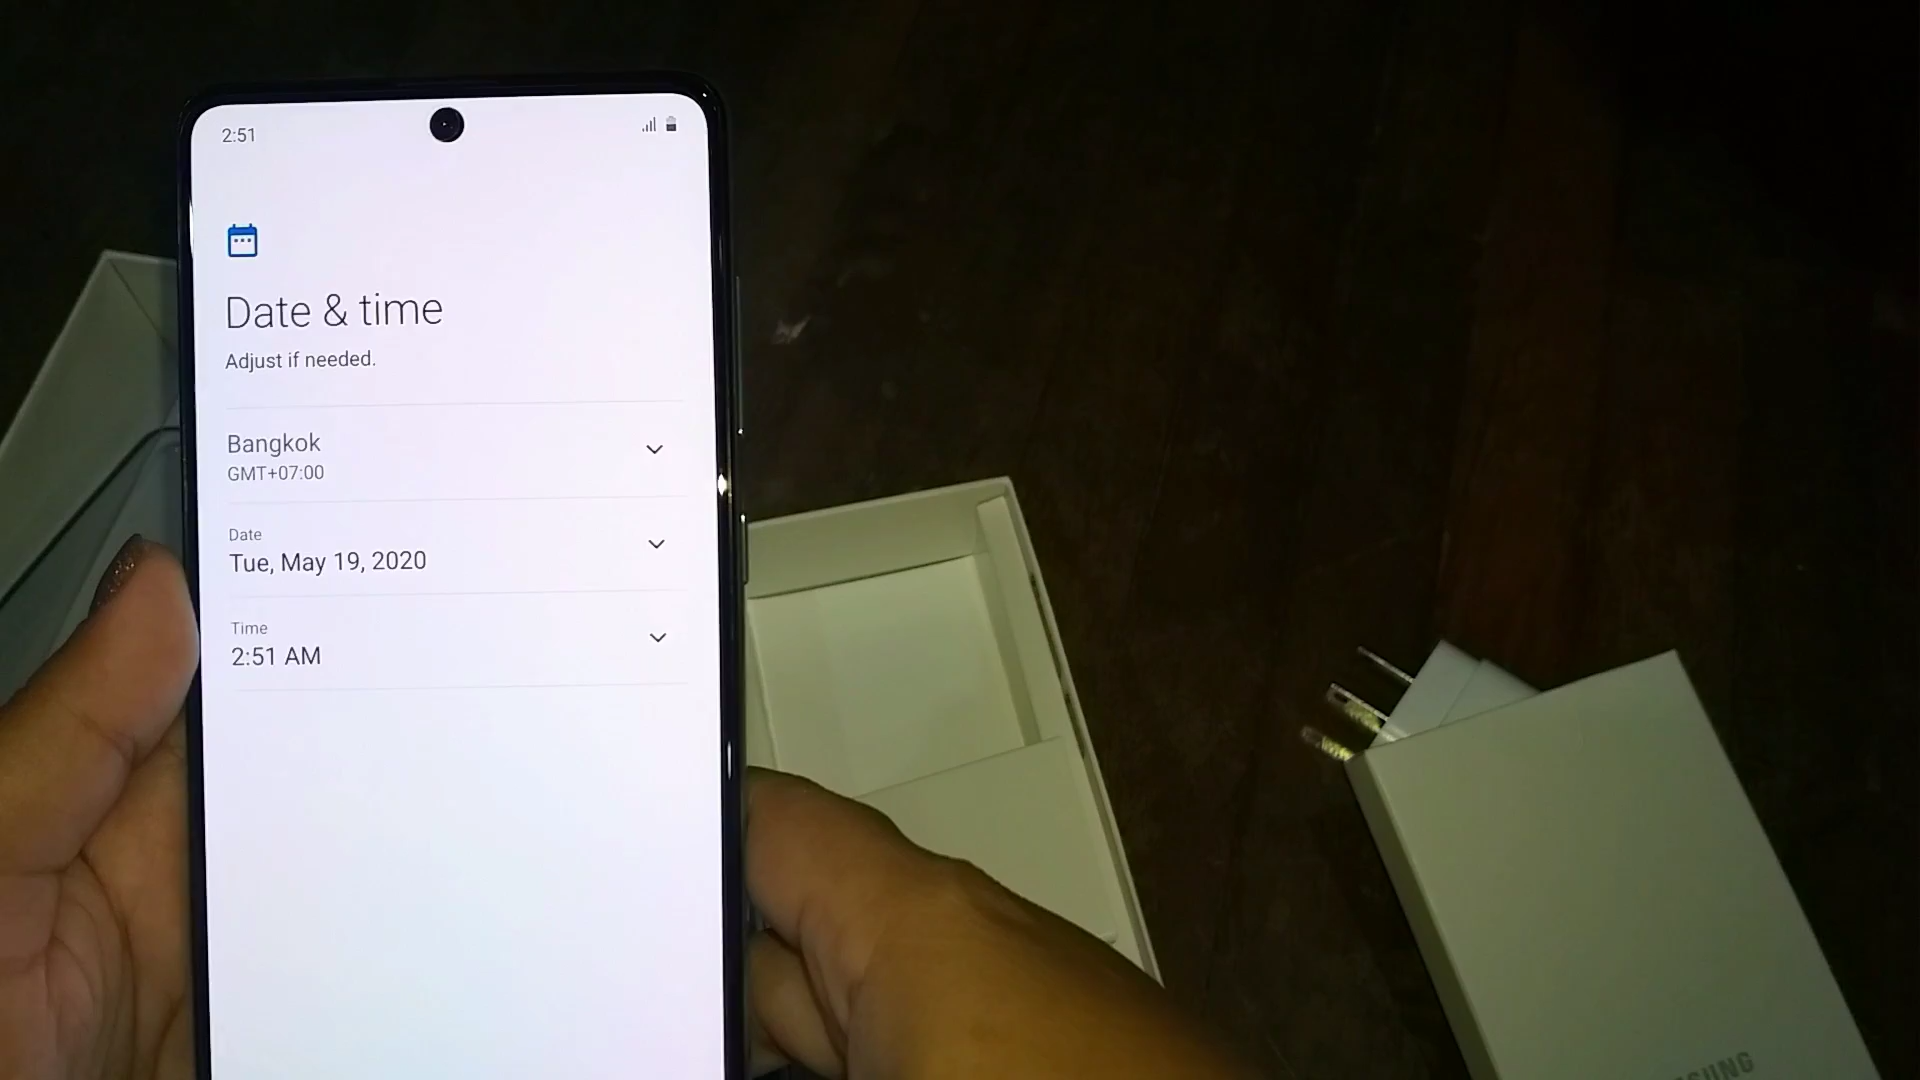 2:51
Date & time
Adjust if needed.
Bangkok
GMT+07:00
Date
Tue, May 19, 2020
Time
2:51 AM